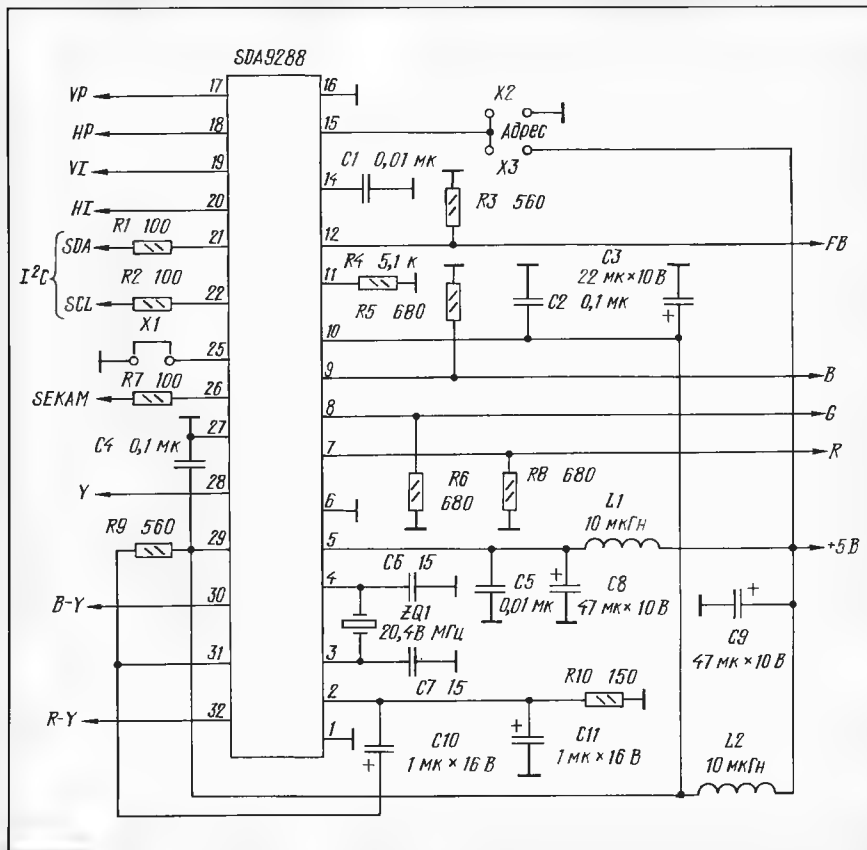 SDA9288
VP 17
HP 18
VI 19
HI 20
I²C
R1 100
SDA 21
R2 100
SCL 22
X1
25
R7 100
SEKAM 26
27
C4 0,1 мк
Y 28
R9 560
29
B-Y 30
31
R-Y 32
16
X2
15
Адрес
X3
C1 0,01 мк
14
R3 560
12 FB
R4 5,1 к
11
C3
22 мк × 10 В
R5 680
C2 0,1 мк
+
10
9 B
8 G
7 R
R6
680
R8 680
6
L1
10 мкГн
5 +5 В
C6 15
4
C5
0,01 мк
+ C8
47 мк × 10 В
ZQ1
20,48 МГц
+
C9
47 мк × 10 В
3
C7 15
R10 150
2
1
C10
+
1 мк × 16 В
+ C11
1 мк × 16 В
L2
10 мкГн